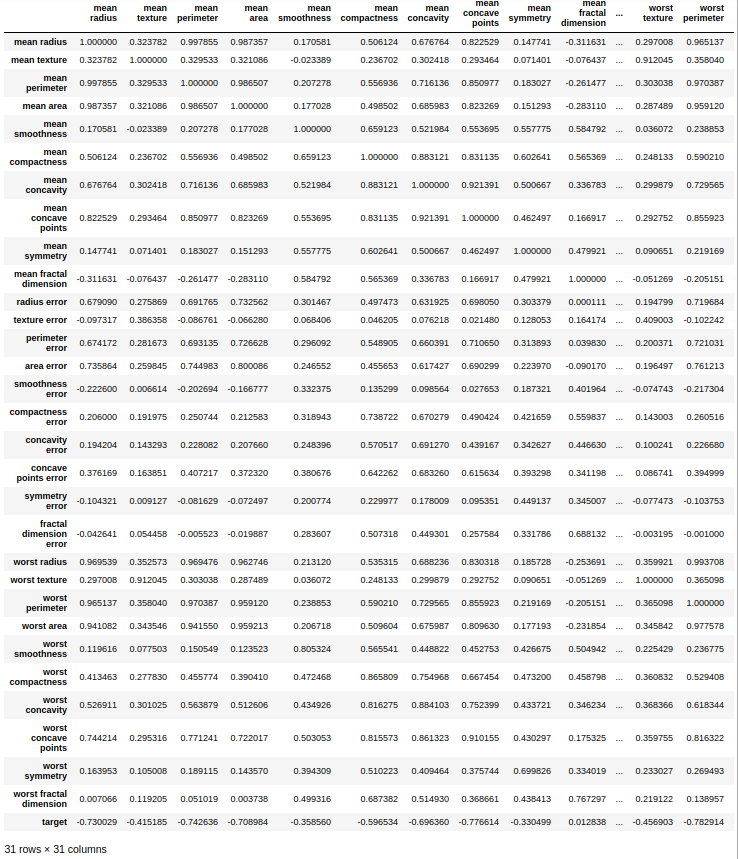 mean radius mean texture mean perimeter mean area mean smoothness mean compactness mean concavity mean concave points mean symmetry mean fractal dimension ... worst texture worst perimeter
mean radius 1.000000 0.323782 0.997855 0.987357 0.170581 0.506124 0.676764 0.822529 0.147741 -0.311631 ... 0.297008 0.965137
mean texture 0.323782 1.000000 0.329533 0.321086 -0.023389 0.236702 0.302418 0.293464 0.071401 -0.076437 ... 0.912045 0.358040
mean perimeter 0.997855 0.329533 1.000000 0.986507 0.207278 0.556936 0.716136 0.850977 0.183027 -0.261477 ... 0.303038 0.970387
mean area 0.987357 0.321086 0.986507 1.000000 0.177028 0.498502 0.685983 0.823269 0.151293 -0.283110 ... 0.287489 0.959120
mean smoothness 0.170581 -0.023389 0.207278 0.177028 1.000000 0.659123 0.521984 0.553695 0.557775 0.584792 ... 0.036072 0.238853
mean compactness 0.506124 0.236702 0.556936 0.498502 0.659123 1.000000 0.883121 0.831135 0.602641 0.565369 ... 0.248133 0.590210
mean concavity 0.676764 0.302418 0.716136 0.685983 0.521984 0.883121 1.000000 0.921391 0.500667 0.336783 ... 0.299879 0.729565
mean concave points 0.822529 0.293464 0.850977 0.823269 0.553695 0.831135 0.921391 1.000000 0.462497 0.166917 ... 0.292752 0.855923
mean symmetry 0.147741 0.071401 0.183027 0.151293 0.557775 0.602641 0.500667 0.462497 1.000000 0.479921 ... 0.090651 0.219169
mean fractal dimension -0.311631 -0.076437 -0.261477 -0.283110 0.584792 0.565369 0.336783 0.166917 0.479921 1.000000 ... -0.051269 -0.205151
radius error 0.679090 0.275869 0.691765 0.732562 0.301467 0.497473 0.631925 0.698050 0.303379 0.000111 ... 0.194799 0.719684
texture error -0.097317 0.386358 -0.086761 -0.066280 0.068406 0.046205 0.076218 0.021480 0.128053 0.164174 ... 0.409003 -0.102242
perimeter error 0.674172 0.281673 0.693135 0.726628 0.296092 0.548905 0.660391 0.710650 0.313893 0.039830 ... 0.200371 0.721031
area error 0.735864 0.259845 0.744983 0.800086 0.246552 0.455653 0.617427 0.690299 0.223970 -0.090170 ... 0.196497 0.761213
smoothness error -0.222600 0.006614 -0.202694 -0.166777 0.332375 0.135299 0.098564 0.027653 0.187321 0.401964 ... -0.074743 -0.217304
compactness error 0.206000 0.191975 0.250744 0.212583 0.318943 0.738722 0.670279 0.490424 0.421659 0.559837 ... 0.143003 0.260516
concavity error 0.194204 0.143293 0.228082 0.207660 0.248396 0.570517 0.691270 0.439167 0.342627 0.446630 ... 0.100241 0.226680
concave points error 0.376169 0.163851 0.407217 0.372320 0.380676 0.642262 0.683260 0.615634 0.393298 0.341198 ... 0.086741 0.394999
symmetry error -0.104321 0.009127 -0.081629 -0.072497 0.200774 0.229977 0.178009 0.095351 0.449137 0.345007 ... -0.077473 -0.103753
fractal dimension error -0.042641 0.054458 -0.005523 -0.019887 0.283607 0.507318 0.449301 0.257584 0.331786 0.688132 ... -0.003195 -0.001000
worst radius 0.969539 0.352573 0.969476 0.962746 0.213120 0.535315 0.688236 0.830318 0.185728 -0.253691 ... 0.359921 0.993708
worst texture 0.297008 0.912045 0.303038 0.287489 0.036072 0.248133 0.299879 0.292752 0.090651 -0.051269 ... 1.000000 0.365098
worst perimeter 0.965137 0.358040 0.970387 0.959120 0.238853 0.590210 0.729565 0.855923 0.219169 -0.205151 ... 0.365098 1.000000
worst area 0.941082 0.343546 0.941550 0.959213 0.206718 0.509604 0.675987 0.809630 0.177193 -0.231854 ... 0.345842 0.977578
worst smoothness 0.119616 0.077503 0.150549 0.123523 0.805324 0.565541 0.448822 0.452753 0.426675 0.504942 ... 0.225429 0.236775
worst compactness 0.413463 0.277830 0.455774 0.390410 0.472468 0.865809 0.754968 0.667454 0.473200 0.458798 ... 0.360832 0.529408
worst concavity 0.526911 0.301025 0.563879 0.512606 0.434926 0.816275 0.884103 0.752399 0.433721 0.346234 ... 0.368366 0.618344
worst concave points 0.744214 0.295316 0.771241 0.722017 0.503053 0.815573 0.861323 0.910155 0.430297 0.175325 ... 0.359755 0.816322
worst symmetry 0.163953 0.105008 0.189115 0.143570 0.394309 0.510223 0.409464 0.375744 0.699826 0.334019 ... 0.233027 0.269493
worst fractal dimension 0.007066 0.119205 0.051019 0.003738 0.499316 0.687382 0.514930 0.368661 0.438413 0.767297 ... 0.219122 0.138957
target -0.730029 -0.415185 -0.742636 -0.708984 -0.358560 -0.596534 -0.696360 -0.776614 -0.330499 0.012838 ... -0.456903 -0.782914
31 rows × 31 columns